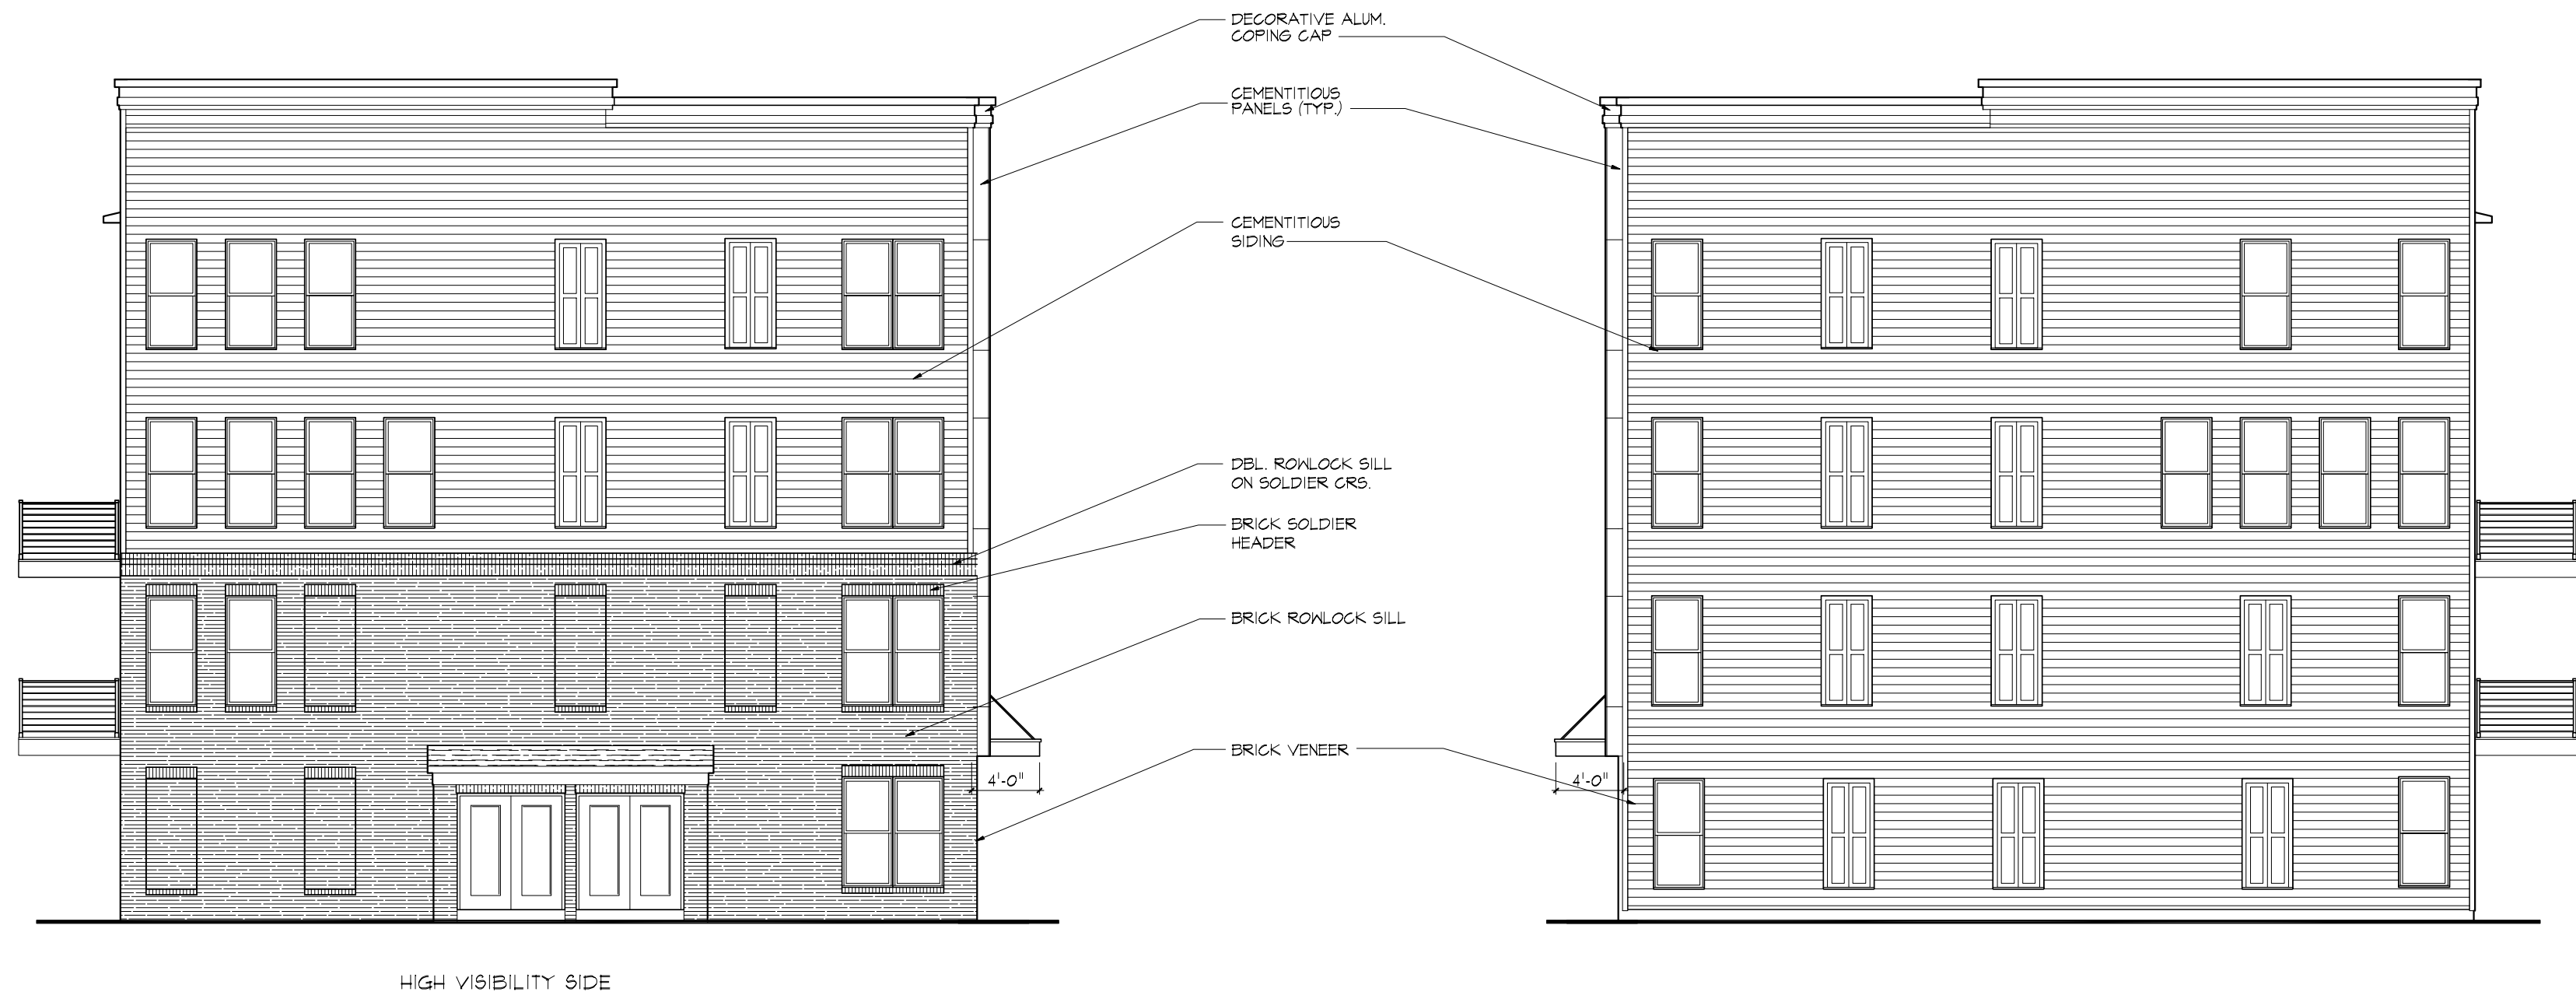 DECORATIVE ALUM.
COPING CAP
CEMENTITIOUS
PANELS (TYP.)
CEMENTITIOUS
SIDING
DBL. ROWLOCK SILL
ON SOLDIER CRS.
BRICK SOLDIER
HEADER
BRICK ROWLOCK SILL
BRICK VENEER
4'-0"
4'-0"
HIGH VISIBILITY SIDE